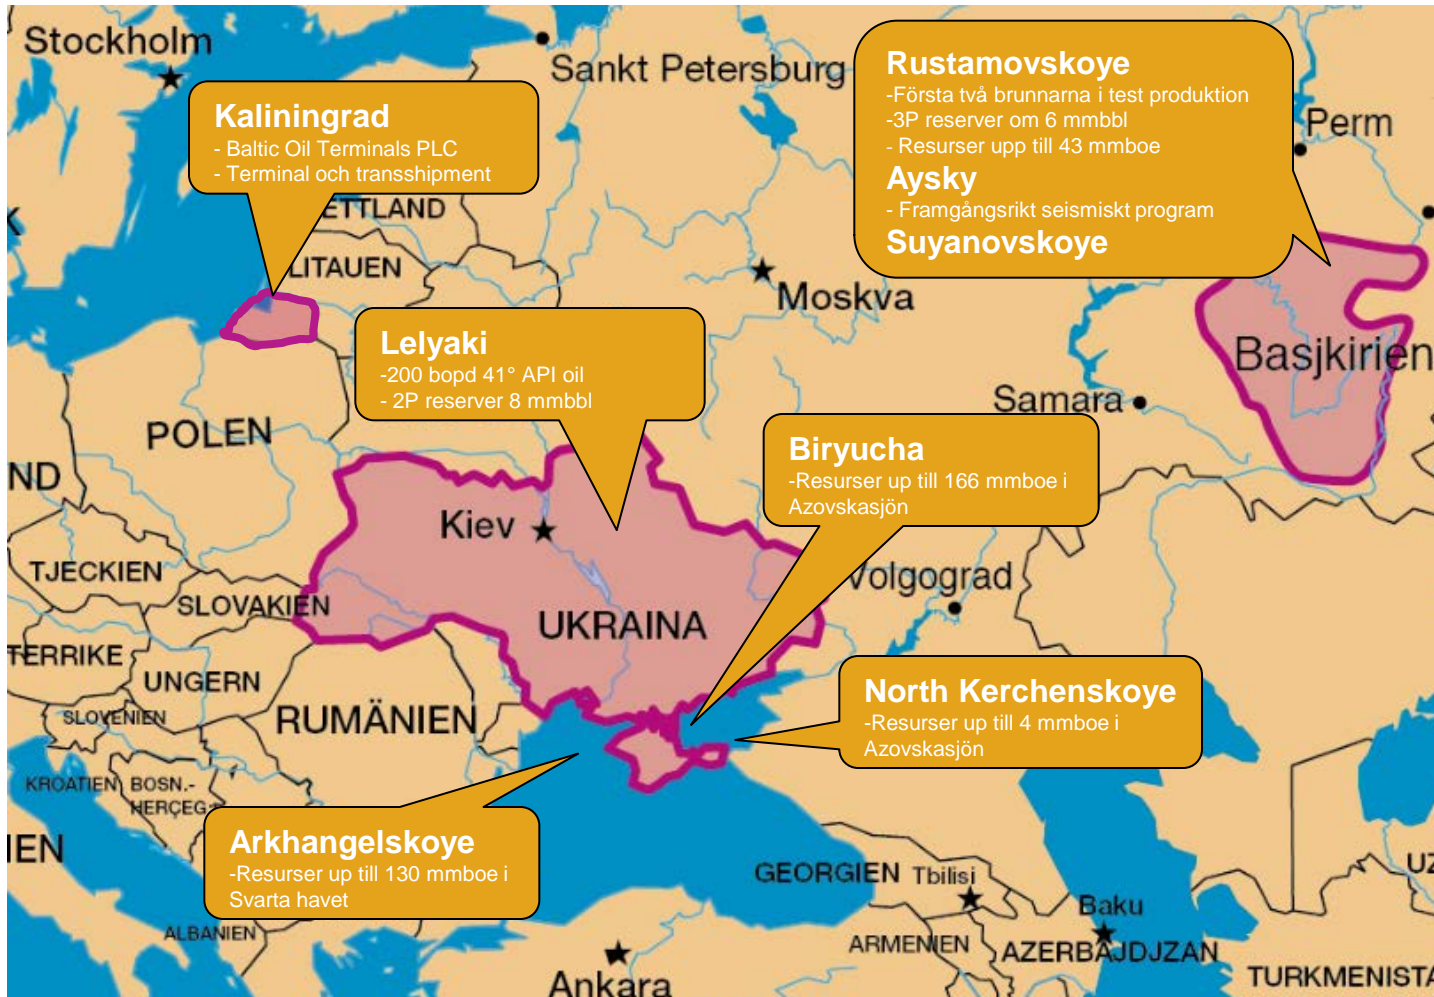 Stockholm
Sankt Petersburg
Rustamovskoye
-Första två brunnarna i test produktion
-3P reserver om 6 mmbbl
- Resurser upp till 43 mmboe
Aysky
- Framgångsrikt seismiskt program
Suyanovskoye
Perm
Kaliningrad
- Baltic Oil Terminals PLC
- Terminal och transshipment
K
ETTLAND
LITAUEN
Moskva
Lelyaki
-200 bopd 41° API oil
- 2P reserver 8 mmbbl
Basjkirien
Samara
POLEN
Biryucha
-Resurser up till 166 mmboe i
Azovskasjön
ND
Kiev
TJECKIEN
SLOVAKIEN
Volgograd
UKRAINA
TERRIKE
UNGERN
North Kerchenskoye
-Resurser up till 4 mmboe i
Azovskasjön
SLOVENIEN
RUMÄNIEN
KROATIEN
BOSN.-
HERÇEG
Arkhangelskoye
-Resurser up till 130 mmboe i
Svarta havet
IEN
GEORGIEN
Tbilisi
UZ
Baku
ALBANIEN
ARMENIEN
AZERBAJDJZAN
Ankara
TURKMENISTA